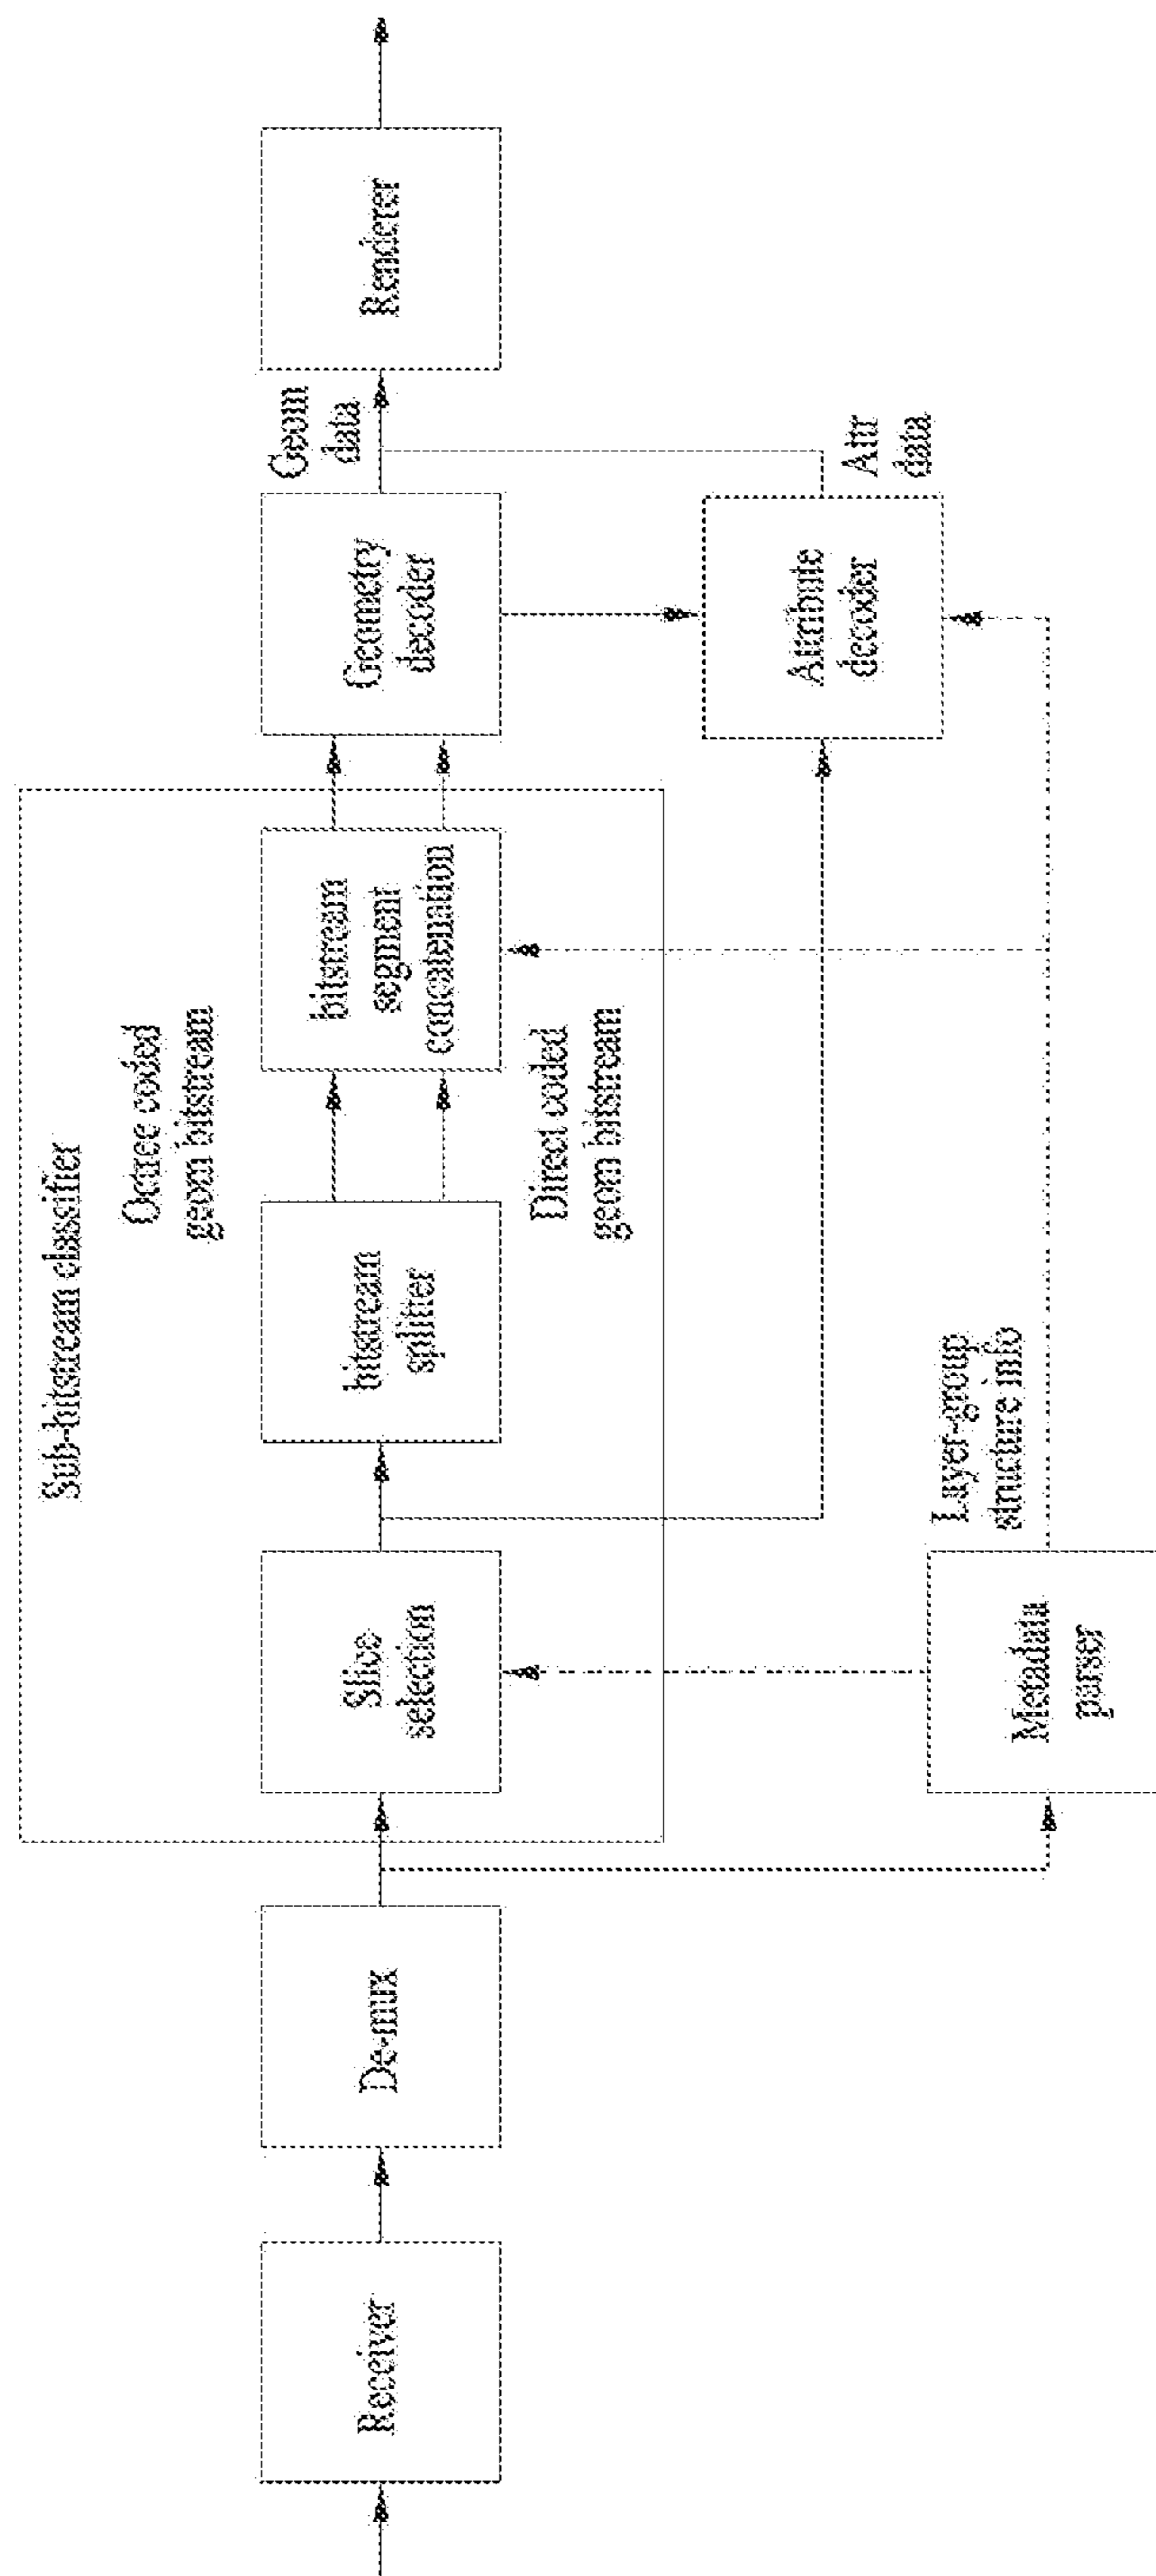 Receiver
De-mux
Sub-bitstream classifier
Slice
selection
bitstream
splitter
Octree coded
geom bitstream
Direct coded
geom bitstream
bitstream
segment
concatenation
Geometry
decoder
Geom
data
Renderer
Attribute
decoder
Attr
data
Metadata
parser
Layer-group
structure info